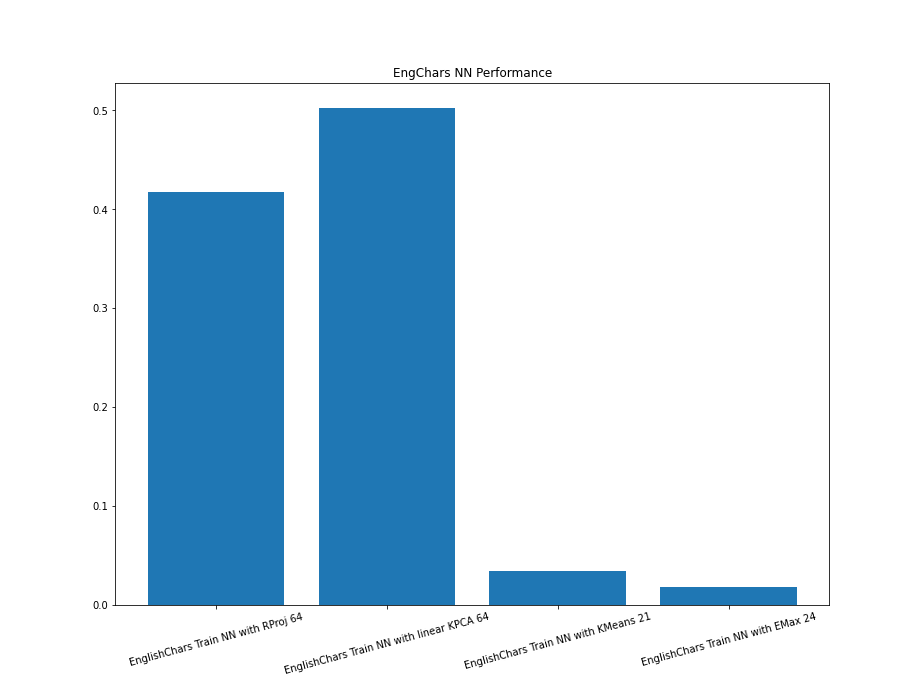 EngChars NN Performance
0.5
0.4
0.3
0.2
0.1
0.0
EnglishChars Train NN with RProj 64
EnglishChars Train NN with linear KPCA 64
EnglishChars Train NN with KMeans 21
EnglishChars Train NN with EMax 24